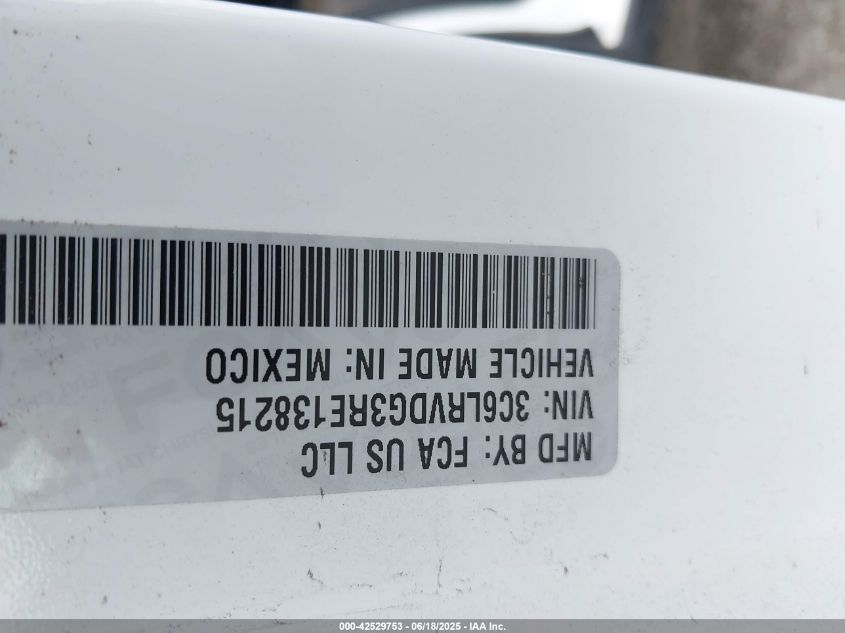 MFD BY: FCA US LLC
VIN: 3C6LRVDG3RE138215
VEHICLE MADE IN: MEXICO
000-42529753 - 06/18/2025 - IAA Inc.